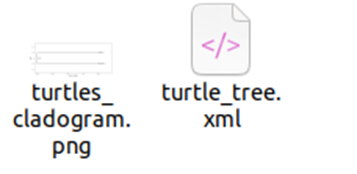 </>
turtles_
cladogram.
png
turtle_tree.
xml